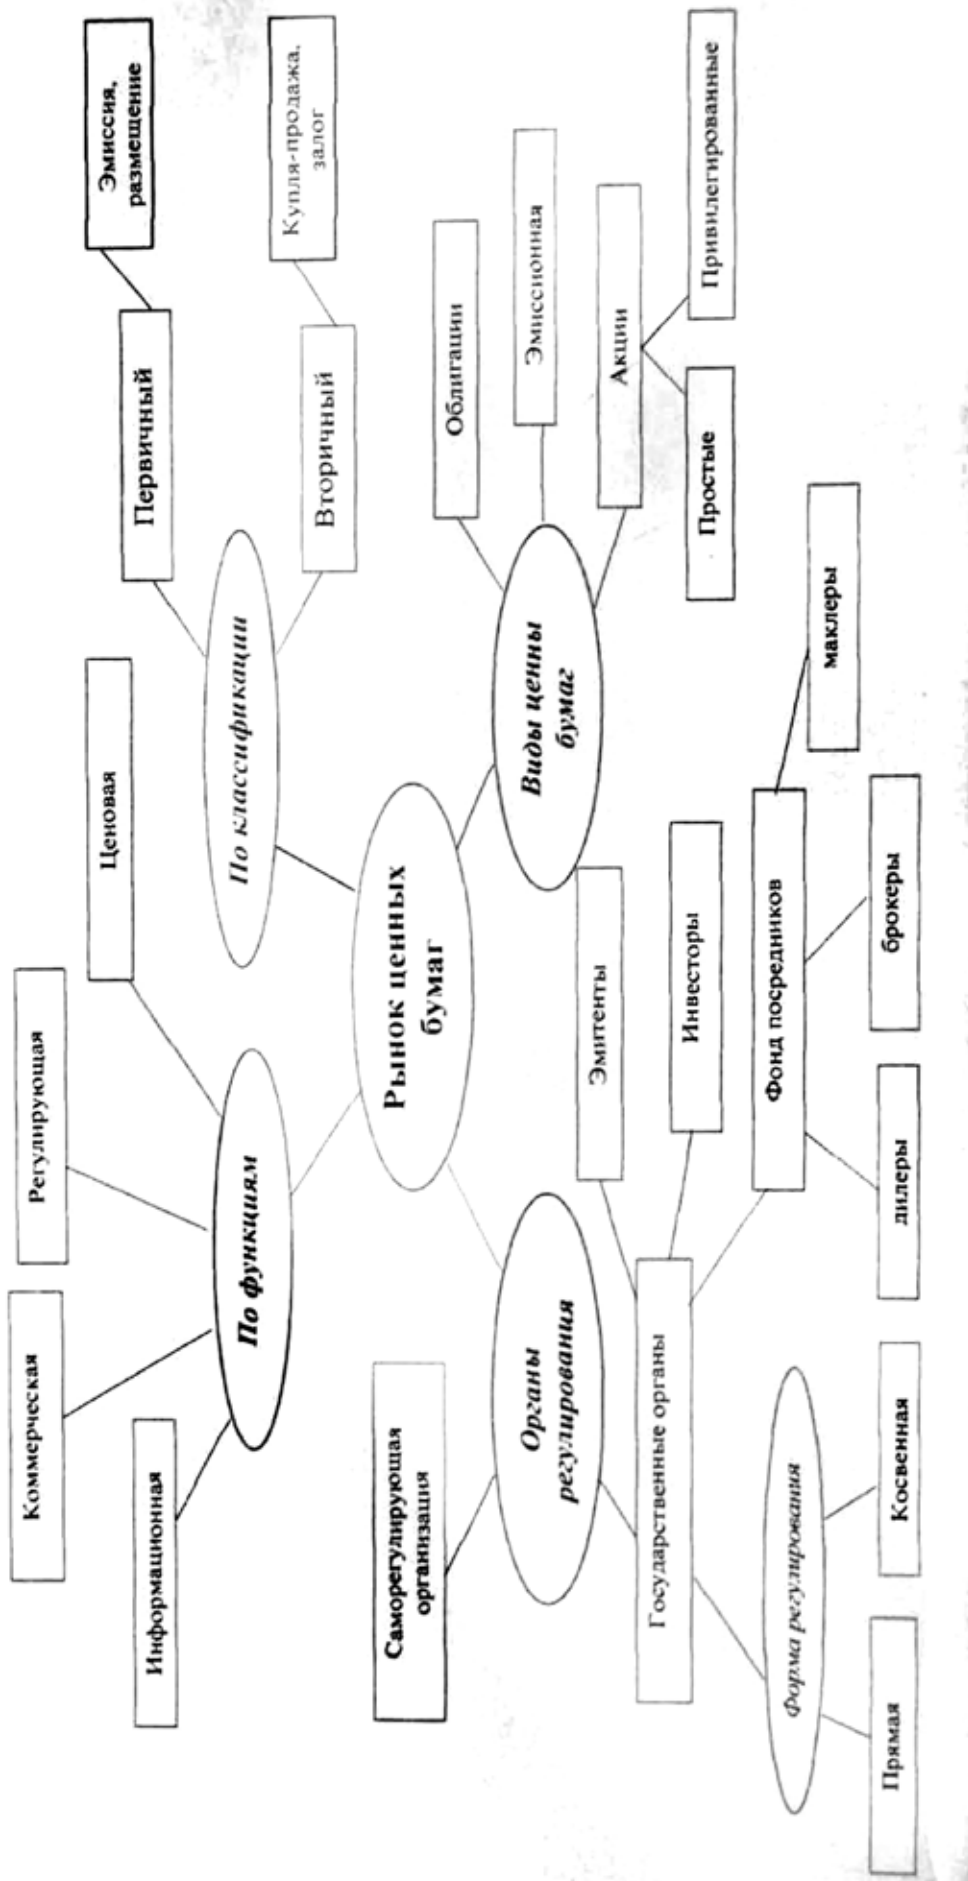 Коммерческая
Регулирующая
Ценовая
Эмиссия,
размещение
Информационная
Первичный
По функциям
По классификации
Купля-продажа,
залог
Вторичный
Рынок ценных
бумаг
Саморегулирующая
организация
Облигации
Органы
регулирования
Виды ценны
бумаг
Эмиссионная
Эмитенты
Акции
Государственные органы
Инвесторы
Простые
Привилегированные
Форма регулирования
Фонд посредников
маклеры
Прямая
Косвенная
дилеры
брокеры